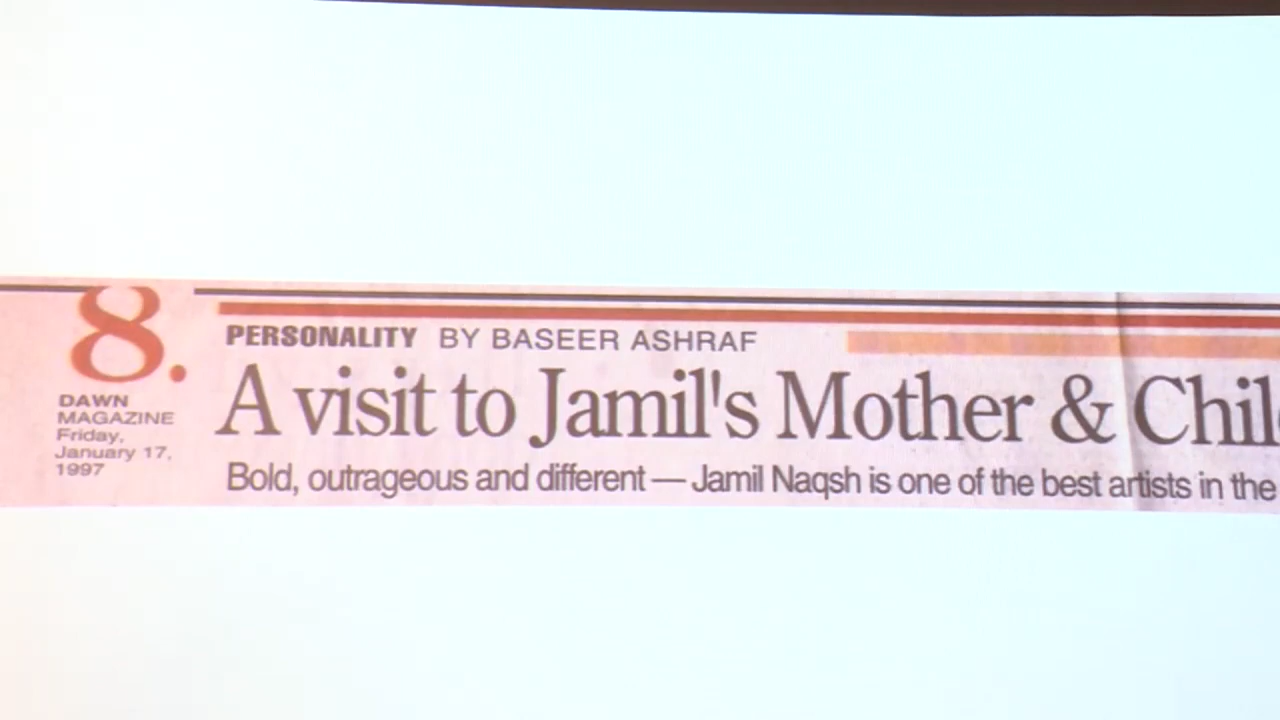 8.
DAWN
MAGAZINE
Friday,
January 17,
1997
PERSONALITY BY BASEER ASHRAF
A visit to Jamil's Mother & Chil
Bold, outrageous and different — Jamil Naqsh is one of the best artists in the